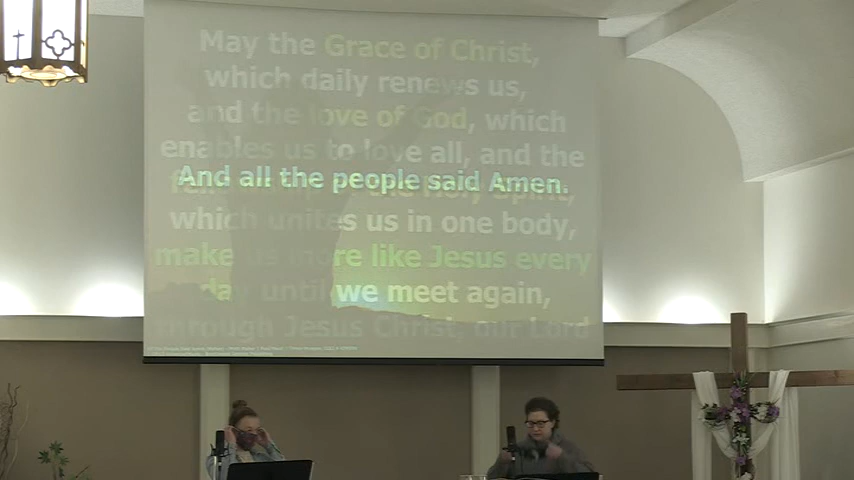 May the Grace of Christ,
which daily renews us,
and the love of God, which
enables us to love all, and the
And all the people said Amen.
which unites us in one body,
make us more like Jesus every
day until we meet again,
through Jesus Christ, our Lord